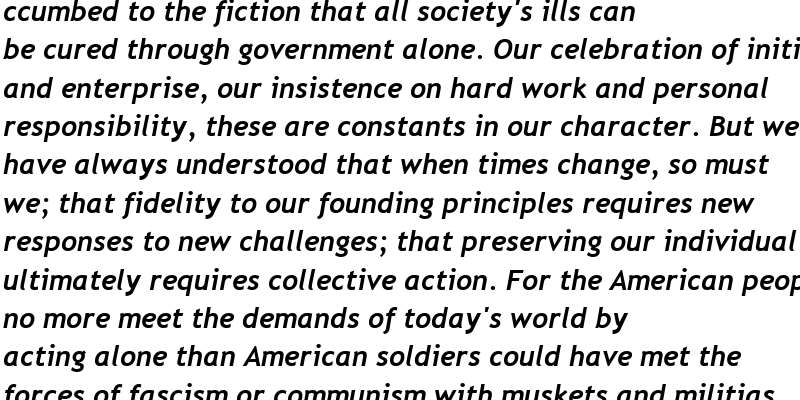 ccumbed to the fiction that all society's ills can
be cured through government alone. Our celebration of initi
and enterprise, our insistence on hard work and personal
responsibility, these are constants in our character. But we
have always understood that when times change, so must
we; that fidelity to our founding principles requires new
responses to new challenges; that preserving our individual
ultimately requires collective action. For the American peop
no more meet the demands of today's world by
acting alone than American soldiers could have met the
forces of fascism or communism with muskets and militias